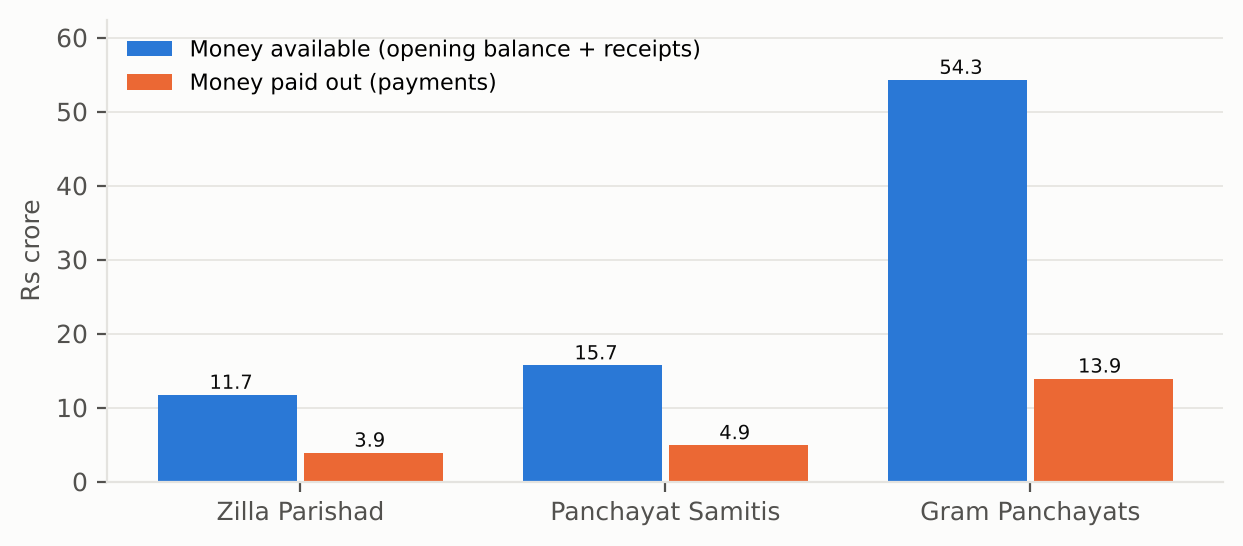 Money available (opening balance + receipts)
Money paid out (payments)
Rs crore
60
50
40
30
20
10
0
11.7
3.9
15.7
4.9
54.3
13.9
Zilla Parishad
Panchayat Samitis
Gram Panchayats